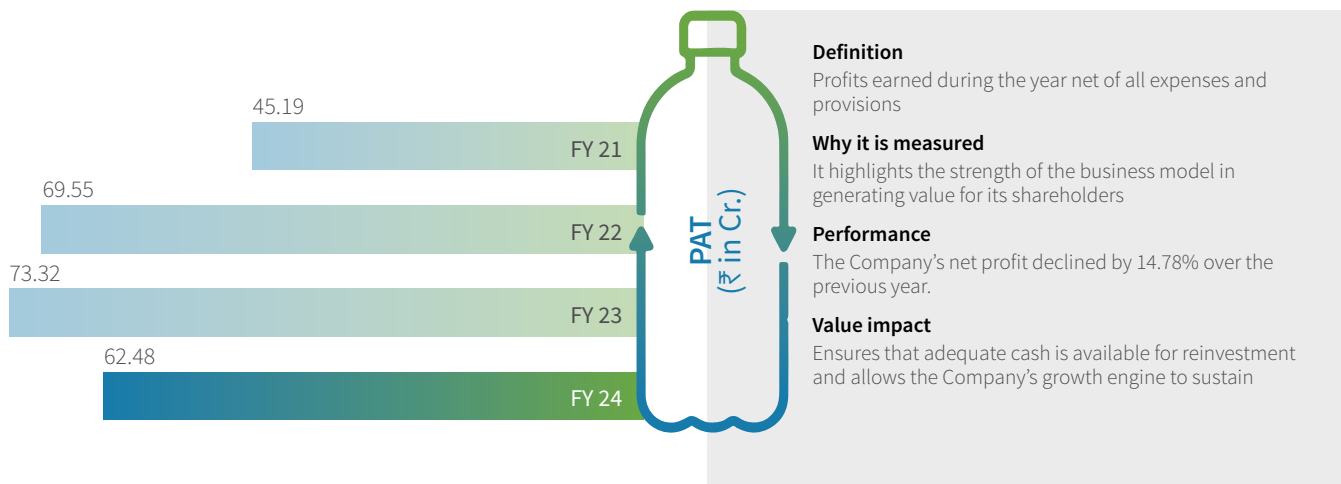 45.19
FY 21
69.55
FY 22
73.32
FY 23
62.48
FY 24
PAT
(₹ in Cr.)
Definition
Profits earned during the year net of all expenses and
provisions
Why it is measured
It highlights the strength of the business model in
generating value for its shareholders
Performance
The Company’s net profit declined by 14.78% over the
previous year.
Value impact
Ensures that adequate cash is available for reinvestment
and allows the Company’s growth engine to sustain